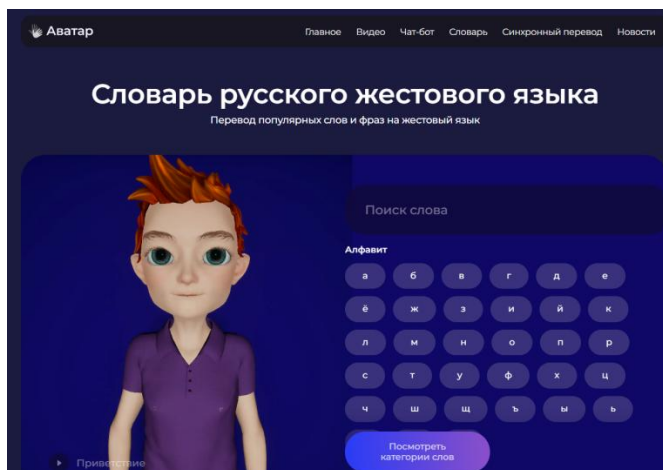 Аватар
Главное Видео Чат-бот Словарь Синхронный перевод Новости
Словарь русского жестового языка
Перевод популярных слов и фраз на жестовый язык
Поиск слова
Алфавит
а б в г д е
ё ж з и й к
л м н о п р
с т у ф х ц
ч ш щ ъ ы ь
Посмотреть
категории слов
Приветствие